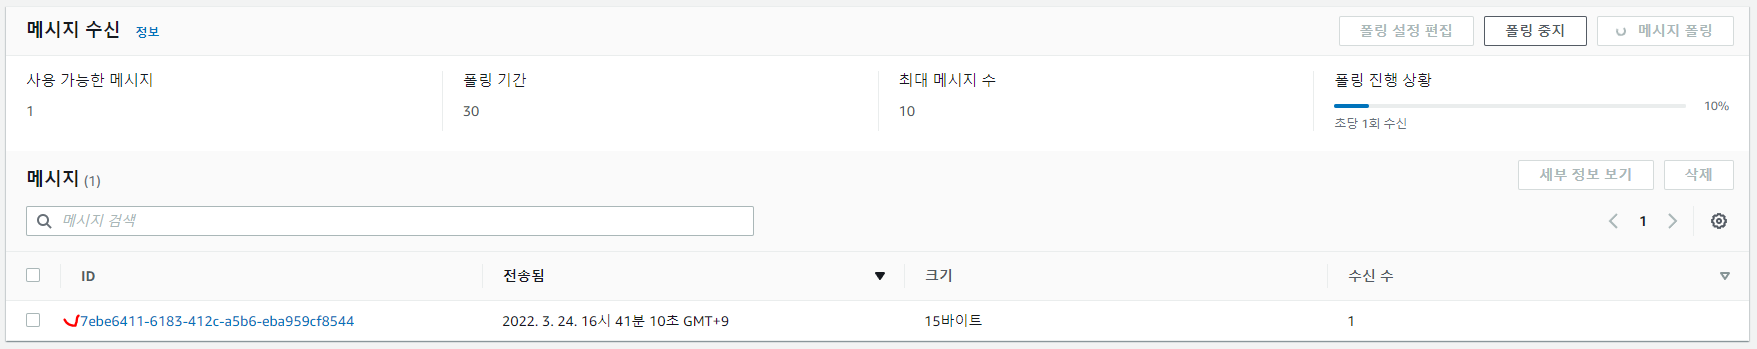 메시지 수신 정보
폴링 설정 편집 폴링 중지 메시지 폴링
사용 가능한 메시지 폴링 기간 최대 메시지 수 폴링 진행 상황
1 30 10 10%
초당 1회 수신
메시지 (1)
세부 정보 보기 삭제
메시지 검색
1
ID 전송됨 크기 수신 수
7ebe6411-6183-412c-a5b6-eba959cf8544 2022. 3. 24. 16시 41분 10초 GMT+9 15바이트 1